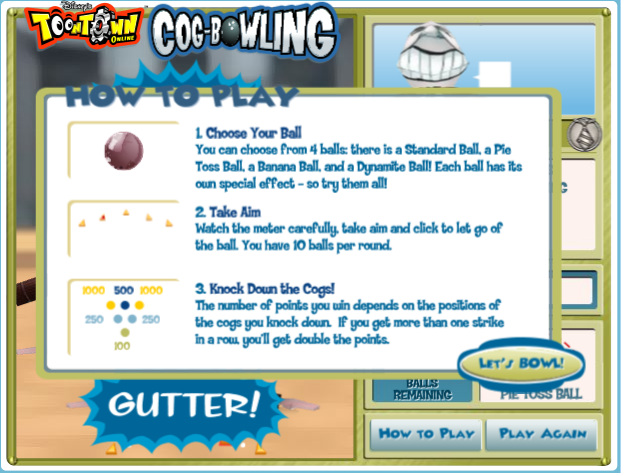 Disney's
TOONTOWN
ONLINE
COG-BOWLING
HOW TO PLAY
1. Choose Your Ball
You can choose from 4 balls: there is a Standard Ball, a Pie
Toss Ball, a Banana Ball, and a Dynamite Ball! Each ball has its
own special effect - so try them all!
2. Take Aim
Watch the meter carefully, take aim and click to let go of
the ball. You have 10 balls per round.
1000 500 1000
250 250
100
3. Knock Down the Cogs!
The number of points you win depends on the positions of
the cogs you knock down. If you get more than one strike
in a row, you'll get double the points.
LET'S BOWL!
GUTTER!
BALLS
REMAINING
PIE TOSS BALL
HOW TO PLAY
PLAY AGAIN